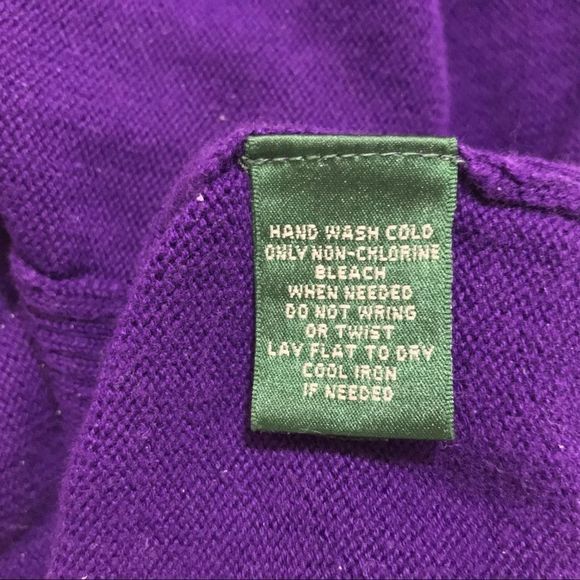 HAND WASH COLD
ONLY NON-CHLORINE
BLEACH
WHEN NEEDED
DO NOT WRING
OR TWIST
LAY FLAT TO DRY
COOL IRON
IF NEEDED